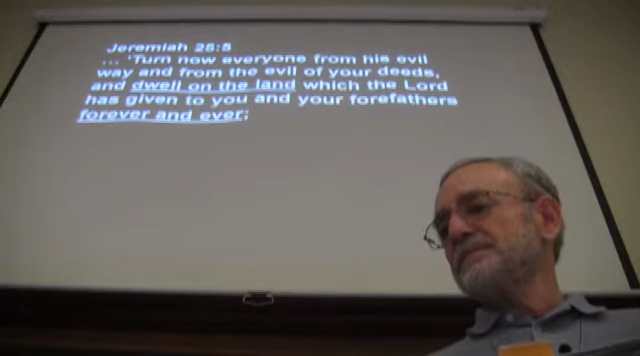 Jeremiah 25:5
... 'Turn now everyone from his evil
way and from the evil of your deeds,
and dwell on the land which the Lord
has given to you and your forefathers
forever and ever;